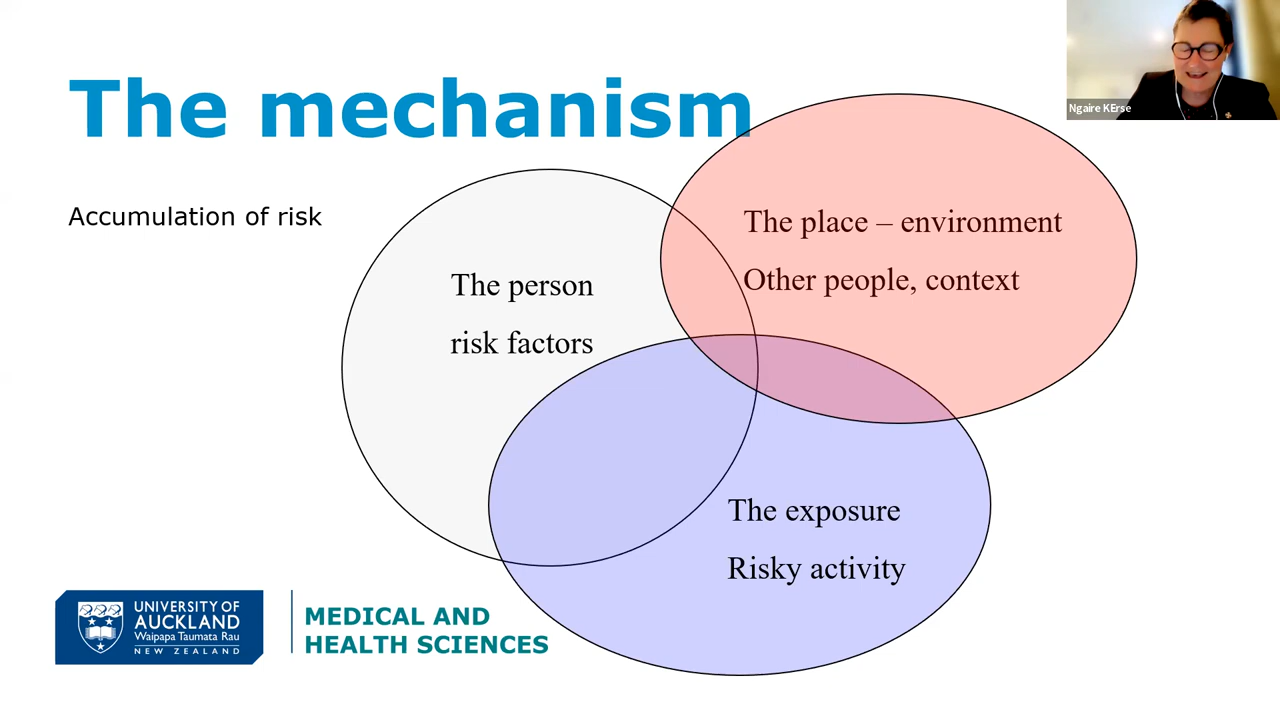 The mechanism
Ngaire KErse
Accumulation of risk
The person
risk factors
The place – environment
Other people, context
The exposure
Risky activity
UNIVERSITY OF
AUCKLAND
Waipapa Taumata Rau
NEW ZEALAND
MEDICAL AND
HEALTH SCIENCES